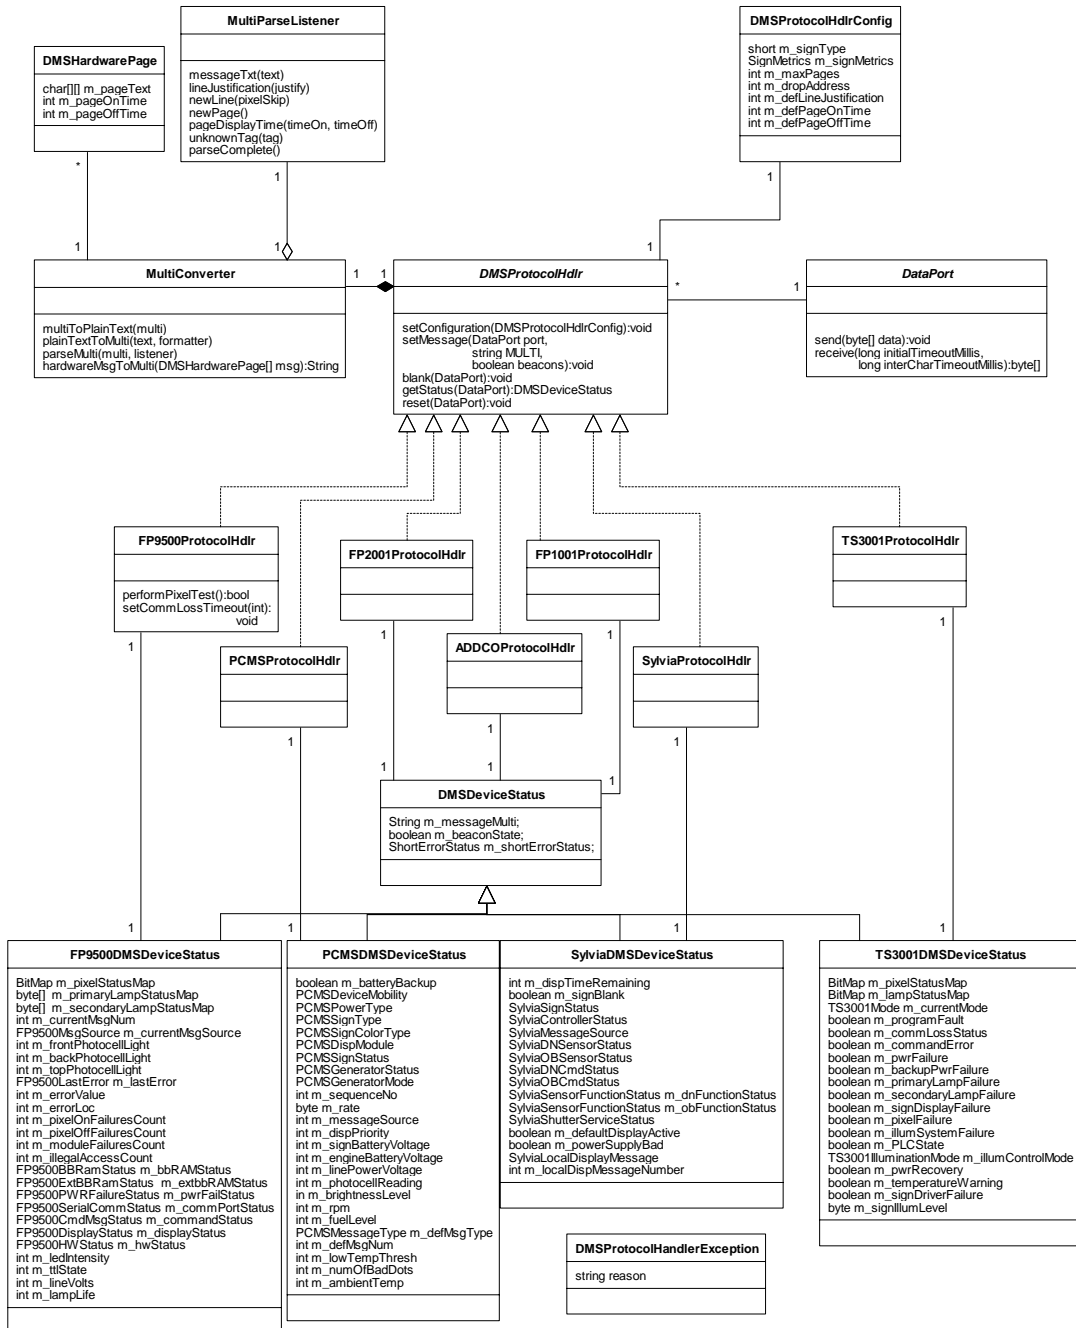 MultiParseListener
messageTxt(text)
lineJustification(justify)
newLine(pixelSkip)
newPage()
pageDisplayTime(timeOn, timeOff)
unknownTag(tag)
parseComplete()
DMSProtocolHdlrConfig
short m_signType
SignMetrics m_signMetrics
int m_maxPages
int m_dropAddress
int m_defLineJustification
int m_defPageOnTime
int m_defPageOffTime
DMSHardwarePage
char[][] m_pageText
int m_pageOnTime
int m_pageOffTime
*
1
1
1
1
1
MultiConverter
multiToPlainText(multi)
plainTextToMulti(text, formatter)
parseMulti(multi, listener)
hardwareMsgToMulti(DMSHardwarePage[] msg):String
1
1
DMSProtocolHdlr
setConfiguration(DMSProtocolHdlrConfig):void
setMessage(DataPort port,
string MULTI,
boolean beacons):void
blank(DataPort):void
getStatus(DataPort):DMSDeviceStatus
reset(DataPort):void
*
1
DataPort
send(byte[] data):void
receive(long initialTimeoutMillis,
long interCharTimeoutMillis):byte[]
FP9500ProtocolHdlr
performPixelTest():bool
setCommLossTimeout(int):
void
FP2001ProtocolHdlr
FP1001ProtocolHdlr
TS3001ProtocolHdlr
1
1
1
1
PCMSProtocolHdlr
ADDCOProtocolHdlr
SylviaProtocolHdlr
1
1
1
1
1
1
DMSDeviceStatus
String m_messageMulti;
boolean m_beaconState;
ShortErrorStatus m_shortErrorStatus;
1
1
1
1
FP9500DMSDeviceStatus
BitMap m_pixelStatusMap
byte[] m_primaryLampStatusMap
byte[] m_secondaryLampStatusMap
int m_currentMsgNum
FP9500MsgSource m_currentMsgSource
int m_frontPhotocellLight
int m_backPhotocellLight
int m_topPhotocellLight
FP9500LastError m_lastError
int m_errorValue
int m_errorLoc
int m_pixelOnFailuresCount
int m_pixelOffFailuresCount
int m_moduleFailuresCount
int m_illegalAccessCount
FP9500BBRamStatus m_bbRAMStatus
FP9500ExtBBRamStatus m_extbbRAMStatus
FP9500PWRFailureStatus m_pwrFailStatus
FP9500SerialCommStatus m_commPortStatus
FP9500CmdMsgStatus m_commandStatus
FP9500DisplayStatus m_displayStatus
FP9500HWStatus m_hwStatus
int m_ledIntensity
int m_ttlState
int m_lineVolts
int m_lampLife
PCMSDMSDeviceStatus
boolean m_batteryBackup
PCMSDeviceMobility
PCMSPowerType
PCMSSignType
PCMSSignColorType
PCMSDispModule
PCMSSignStatus
PCMSGeneratorStatus
PCMSGeneratorMode
int m_sequenceNo
byte m_rate
int m_messageSource
int m_dispPriority
int m_signBatteryVoltage
int m_engineBatteryVoltage
int m_linePowerVoltage
int m_photocellReading
in m_brightnessLevel
int m_rpm
int m_fuelLevel
PCMSMessageType m_defMsgType
int m_defMsgNum
int m_lowTempThresh
int m_numOfBadDots
int m_ambientTemp
SylviaDMSDeviceStatus
int m_dispTimeRemaining
boolean m_signBlank
SylviaSignStatus
SylviaControllerStatus
SylviaMessageSource
SylviaDNSensorStatus
SylviaOBSensorStatus
SylviaDNCmdStatus
SylviaOBCmdStatus
SylviaSensorFunctionStatus m_dnFunctionStatus
SylviaSensorFunctionStatus m_obFunctionStatus
SylviaShutterServiceStatus
boolean m_defaultDisplayActive
boolean m_powerSupplyBad
SylviaLocalDisplayMessage
int m_localDispMessageNumber
TS3001DMSDeviceStatus
BitMap m_pixelStatusMap
BitMap m_lampStatusMap
TS3001Mode m_currentMode
boolean m_programFault
boolean m_commLossStatus
boolean m_commandError
boolean m_pwrFailure
boolean m_backupPwrFailure
boolean m_primaryLampFailure
boolean m_secondaryLampFailure
boolean m_signDisplayFailure
boolean m_pixelFailure
boolean m_illumSystemFailure
boolean m_PLCState
TS3001IlluminationMode m_illumControlMode
boolean m_pwrRecovery
boolean m_temperatureWarning
boolean m_signDriverFailure
byte m_signIllumLevel
DMSProtocolHandlerException
string reason